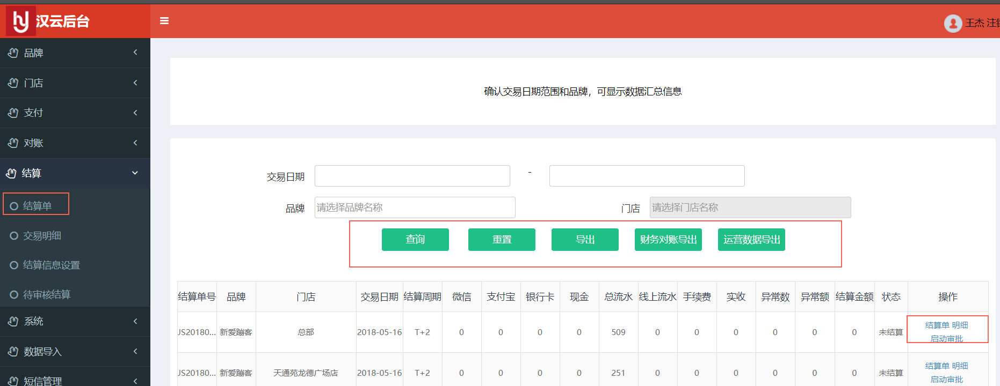 汉云后台
王杰 注销
品牌
门店
支付
对账
结算
结算单
交易明细
结算信息设置
待审核结算
系统
数据导入
短信管理
确认交易日期范围和品牌，可显示数据汇总信息
交易日期 -
品牌 请选择品牌名称 门店 请选择门店名称
查询 重置 导出 财务对账导出 运营数据导出
结算单号 品牌 门店 交易日期 结算周期 微信 支付宝 银行卡 现金 总流水 线上流水 手续费 实收 异常数 异常额 结算金额 状态 操作
JS20180... 新爱蹦客 总部 2018-05-16 T+2 0 0 0 0 509 0 0 0 0 0 0 未结算 结算单 明细
启动审批
JS20180... 新爱蹦客 天通苑龙德广场店 2018-05-16 T+2 0 0 0 0 251 0 0 0 0 0 0 未结算 结算单 明细
启动审批